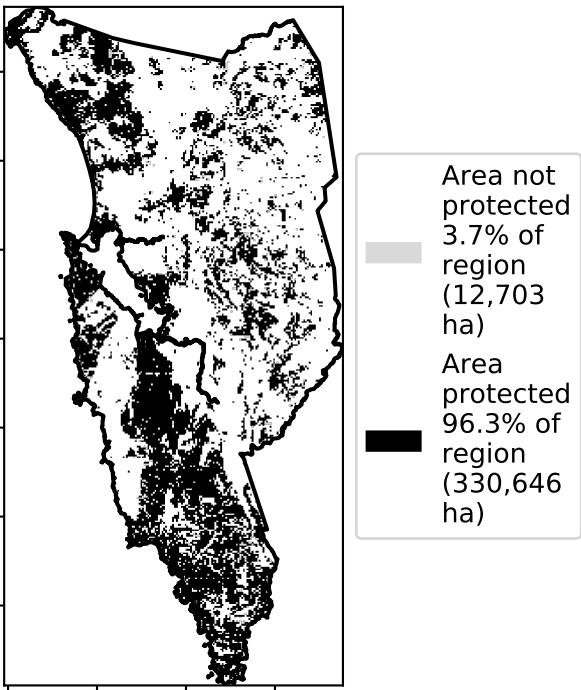 Area not
protected
3.7% of
region
(12,703
ha)
Area
protected
96.3% of
region
(330,646
ha)